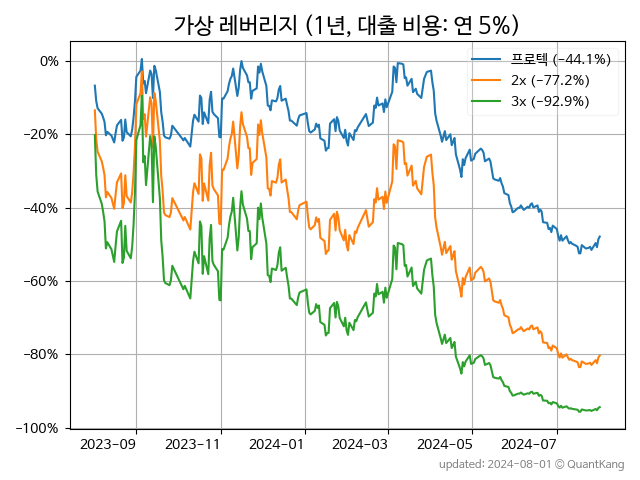 가상 레버리지 (1년, 대출 비용: 연 5%)
프로텍 (−44.1%)
2x (−77.2%)
3x (−92.9%)
0%
−20%
−40%
−60%
−80%
−100%
2023-09
2023-11
2024-01
2024-03
2024-05
2024-07
updated: 2024-08-01 © QuantKang